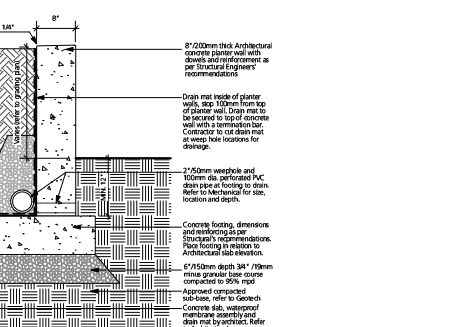 8"
1/4"
8"/200mm thick Architectural
concrete planter wall with
dowels and reinforcement as
per Structural Engineers'
recommendations
Varies (refer to grading plan)
Drain mat inside of planter
walls, stop 100mm from top
of planter wall. Drain mat to
be secured to top of concrete
wall with a termination bar.
Contractor to cut drain mat
at weep hole locations for
drainage.
MIN. 12"
2"/50mm weephole and
100mm dia. perforated PVC
drain pipe at footing to drain.
Refer to Mechanical for size,
location and depth.
Concrete footing, dimensions
and reinforcing as per
Structural's recommendations.
Place footing in relation to
Architectural slab elevation.
6"/150mm depth 3/4" /19mm
minus granular base course
compacted to 95% mpd
Approved compacted
sub-base, refer to Geotech
Concrete slab, waterproof
membrane assembly and
drain mat by architect. Refer